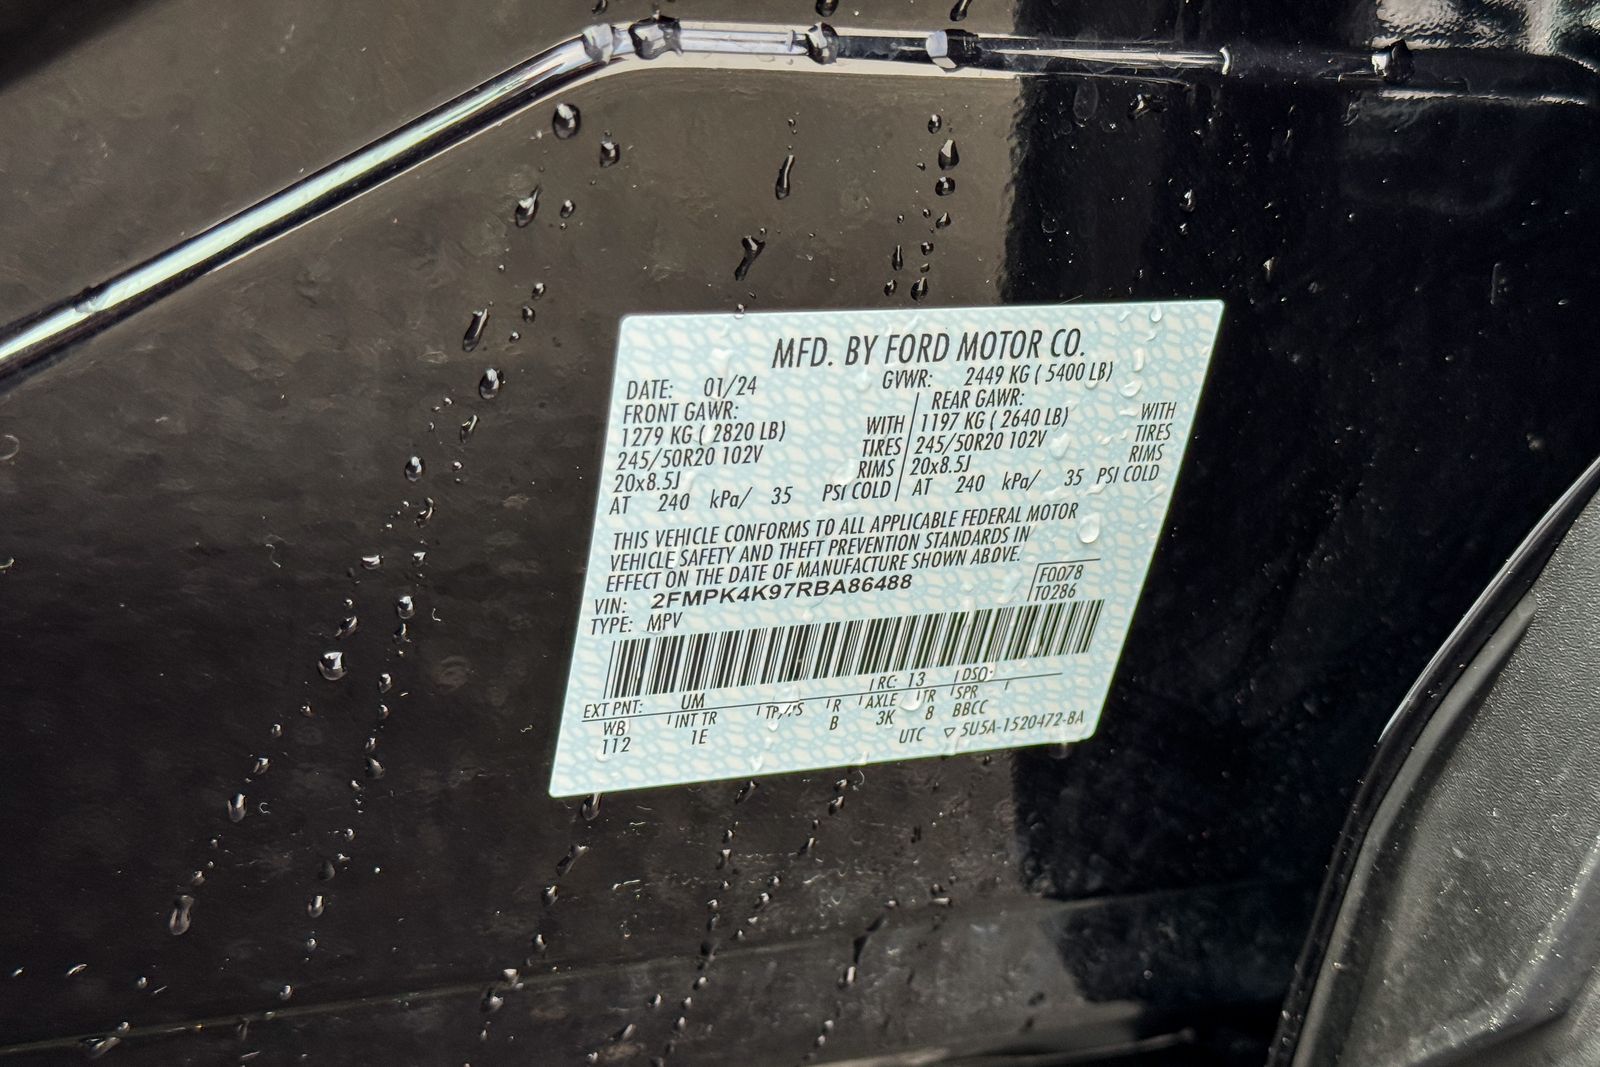 MFD. BY FORD MOTOR CO.
DATE: 01/24 GVWR: 2449 KG ( 5400 LB)
FRONT GAWR: REAR GAWR:
1279 KG ( 2820 LB) WITH 1197 KG ( 2640 LB) WITH
245/50R20 102V TIRES 245/50R20 102V TIRES
20x8.5J RIMS 20x8.5J RIMS
AT 240 kPa/ 35 PSI COLD AT 240 kPa/ 35 PSI COLD
THIS VEHICLE CONFORMS TO ALL APPLICABLE FEDERAL MOTOR
VEHICLE SAFETY AND THEFT PREVENTION STANDARDS IN
EFFECT ON THE DATE OF MANUFACTURE SHOWN ABOVE.
VIN: 2FMPK4K97RBA86488 F0078
TYPE: MPV T0286
EXT PNT: UM RC: 13 DSO:
WB INT TR TP/PS R AXLE TR SPR
112 1E B 3K 8 BBCC
UTC ▽ 5U5A-1520472-BA